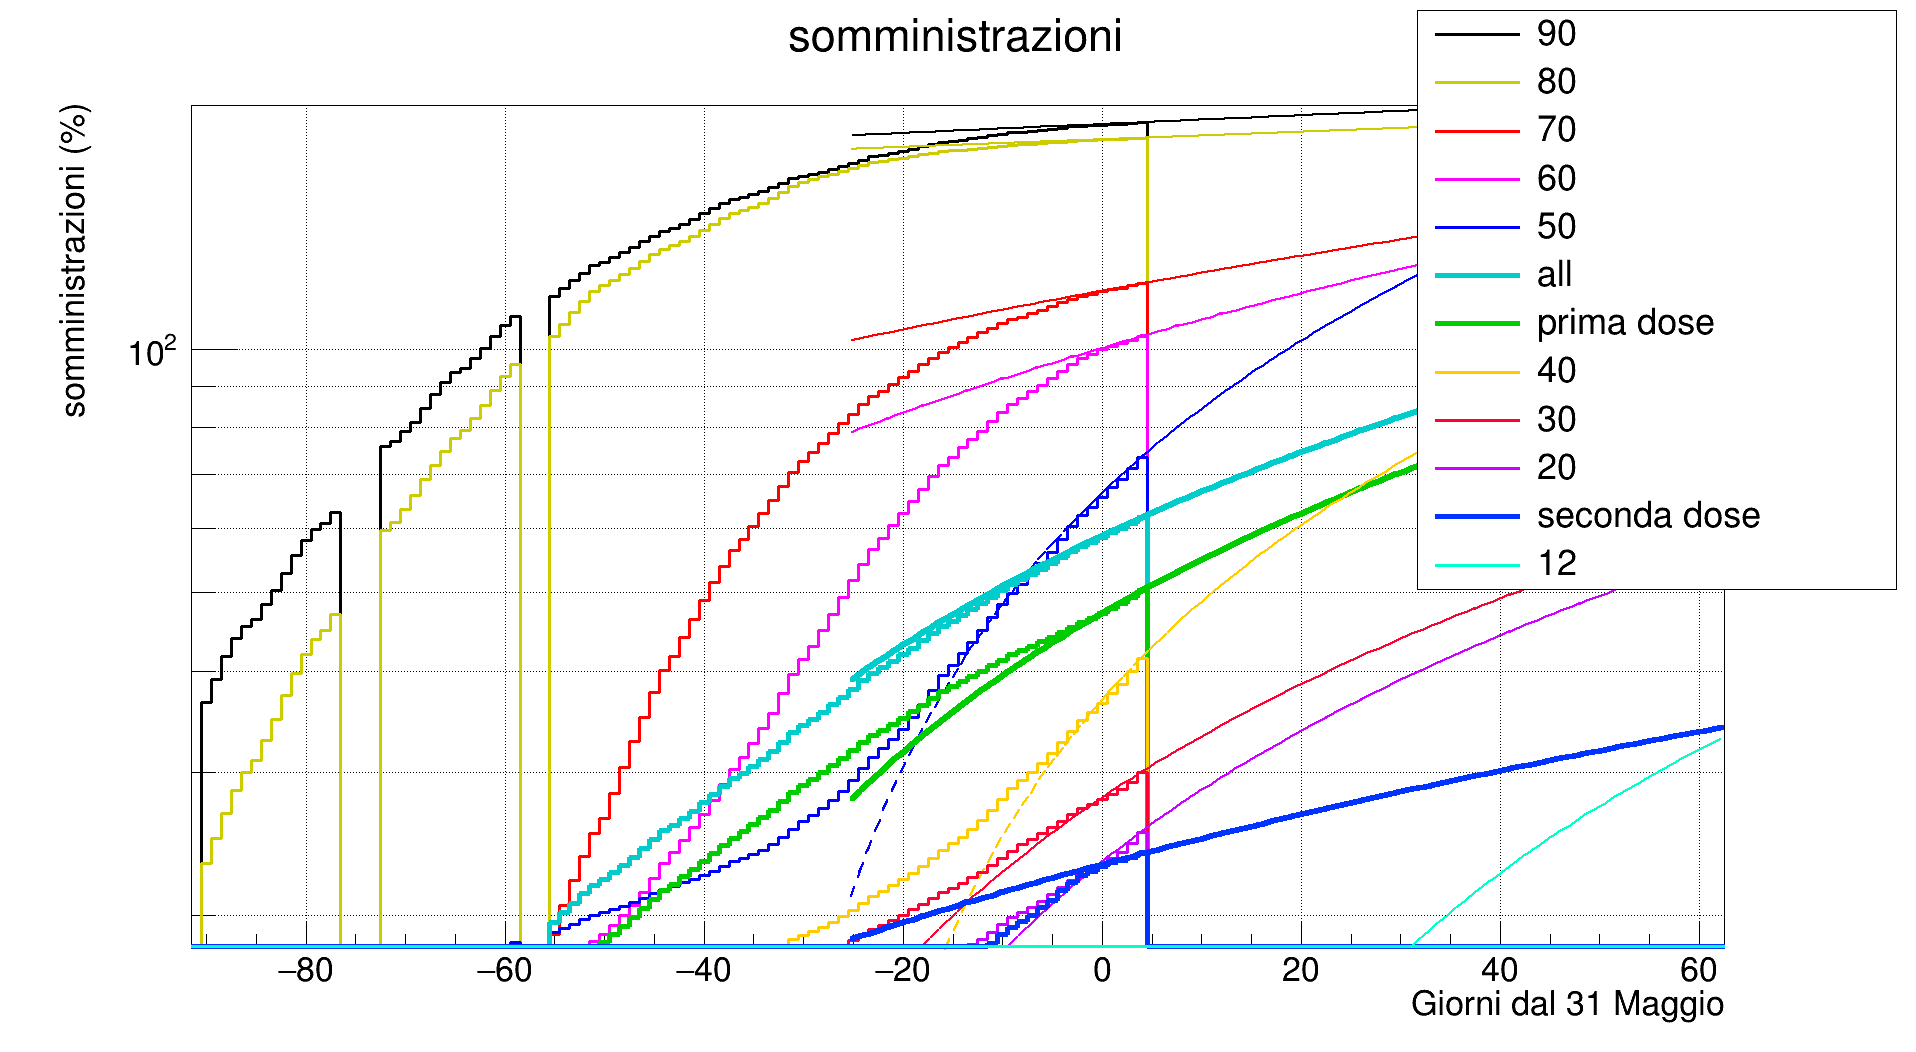 somministrazioni
90
80
70
60
50
all
prima dose
40
30
20
seconda dose
12
somministrazioni (%)
10²
−80 −60 −40 −20 0 20 40 60
Giorni dal 31 Maggio